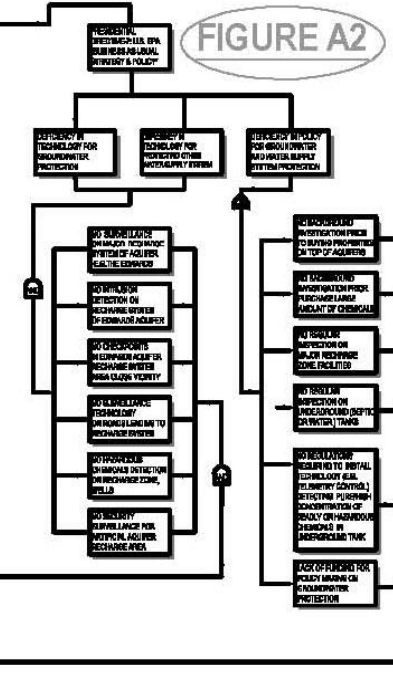 FIGURE A2
PRESIDENTIAL
DIRECTIVE-7: U.S. EPA
BUSINESS AS USUAL
STRATEGY & POLICY
DEFICIENCY IN
TECHNOLOGY FOR
GROUNDWATER
PROTECTION
DEFICIENCY IN
TECHNOLOGY FOR
PROTECTING OTHER
WATER SUPPLY SYSTEM
DEFICIENCY IN POLICY
FOR GROUNDWATER
AND WATER SUPPLY
SYSTEM PROTECTION
NO SURVEILLANCE
ON MAJOR RECHARGE
SYSTEM OF AQUIFER
THE EDWARDS
NO INTRUSION
DETECTION ON
RECHARGE SYSTEM
OF EDWARDS AQUIFER
NO CHECKPOINTS
IN EDWARDS AQUIFER
RECHARGE SYSTEM
AREA CLOSE VICINITY
NO SURVEILLANCE
TECHNOLOGY
ON ROADS LEADING TO
RECHARGE SYSTEM
NO HAZARDOUS
CHEMICALS DETECTION
ON RECHARGE ZONE,
WELLS
NO SECURITY
SURVEILLANCE FOR
ARTIFICIAL AQUIFER
RECHARGE AREA
NO BACKGROUND
INVESTIGATION PRIOR
TO BUYING PROPERTIES
ON TOP OF AQUIFERS
NO BACKGROUND
INVESTIGATION PRIOR
PURCHASE LARGE
AMOUNT OF CHEMICALS
NO REGULAR
INSPECTION ON
MAJOR RECHARGE
ZONE FACILITIES
NO REGULAR
INSPECTION ON
UNDERGROUND (SEPTIC
OR WATER) TANKS
NO REGULATIONS
REQUIRING TO INSTALL
TECHNOLOGY (E.G.
TELEMETRY CONTROL)
DETECTING PURE/HIGH
CONCENTRATION OF
DEADLY OR HAZARDOUS
CHEMICALS IN
UNDERGROUND TANK
LACK OF FUNDING FOR
POLICY MAKING ON
GROUNDWATER
PROTECTION